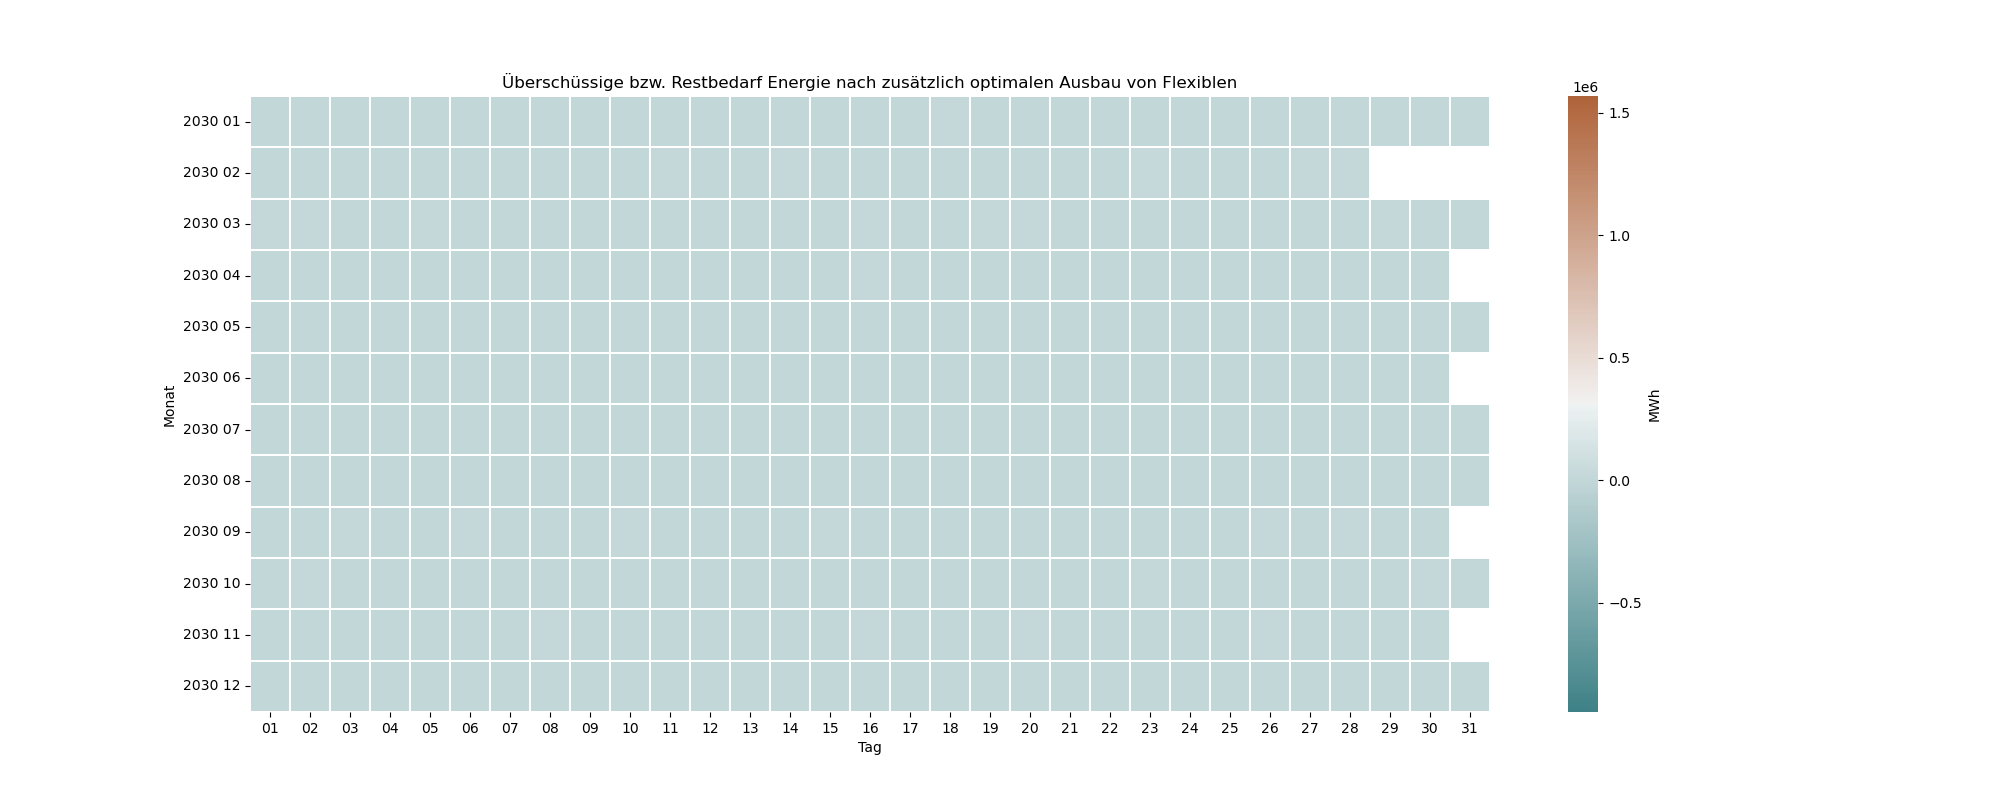 Überschüssige bzw. Restbedarf Energie nach zusätzlich optimalen Ausbau von Flexiblen
1e6
2030 01
2030 02
2030 03
2030 04
2030 05
2030 06
2030 07
2030 08
2030 09
2030 10
2030 11
2030 12
Monat
01 02 03 04 05 06 07 08 09 10 11 12 13 14 15 16 17 18 19 20 21 22 23 24 25 26 27 28 29 30 31
Tag
1.5
1.0
0.5
0.0
−0.5
MWh